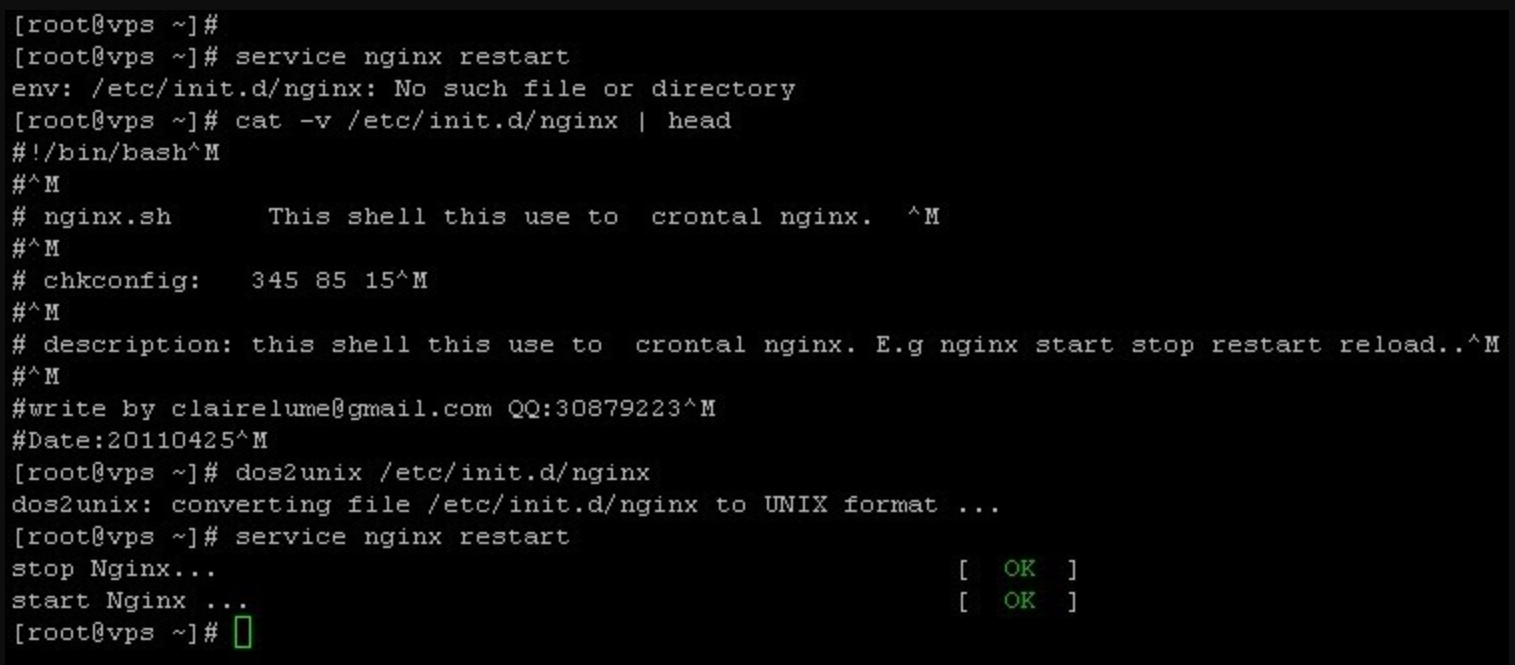 [root@vps ~]#
[root@vps ~]# service nginx restart
env: /etc/init.d/nginx: No such file or directory
[root@vps ~]# cat -v /etc/init.d/nginx | head
#!/bin/bash^M
#^M
# nginx.sh      This shell this use to  crontal nginx.  ^M
#^M
# chkconfig:   345 85 15^M
#^M
# description: this shell this use to  crontal nginx. E.g nginx start stop restart reload..^M
#^M
#write by clairelume@gmail.com QQ:30879223^M
#Date:20110425^M
[root@vps ~]# dos2unix /etc/init.d/nginx
dos2unix: converting file /etc/init.d/nginx to UNIX format ...
[root@vps ~]# service nginx restart
stop Nginx...                                              [  OK  ]
start Nginx ...                                            [  OK  ]
[root@vps ~]#